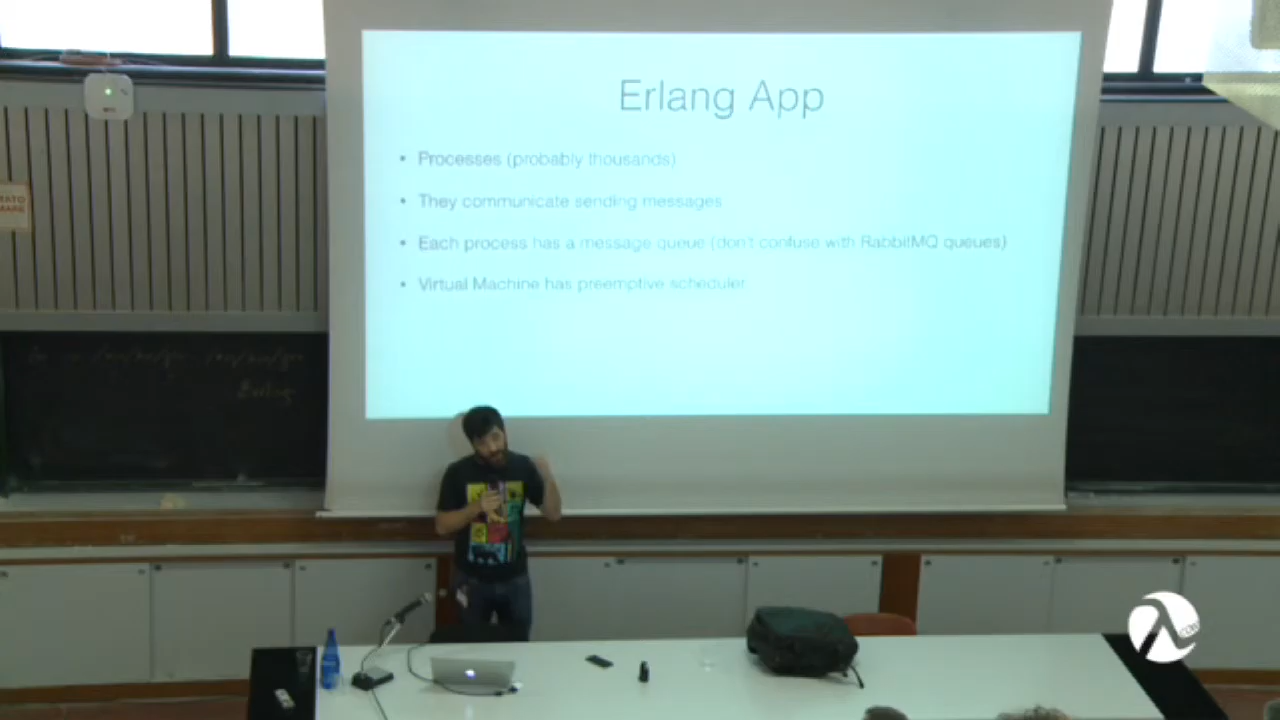 Erlang App
• Processes (probably thousands)
• They communicate sending messages
• Each process has a message queue (don't confuse with RabbitMQ queues)
• Virtual Machine has preemptive scheduler